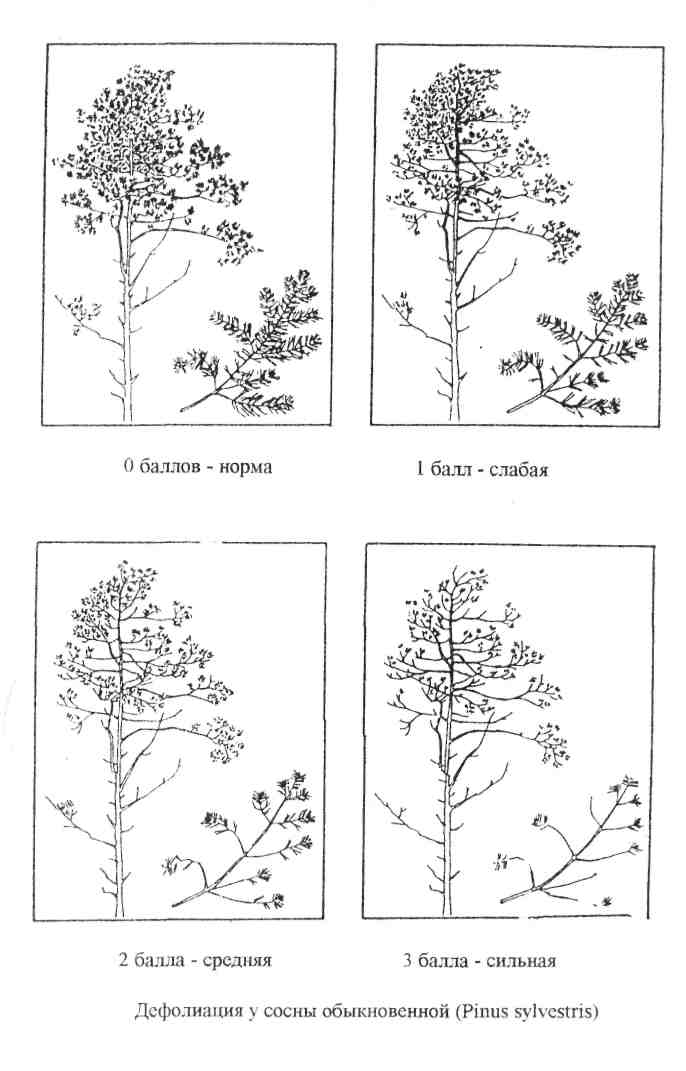 0 баллов - норма
1 балл - слабая
2 балла - средняя
3 балла - сильная
Дефолиация у сосны обыкновенной (Pinus sylvestris)